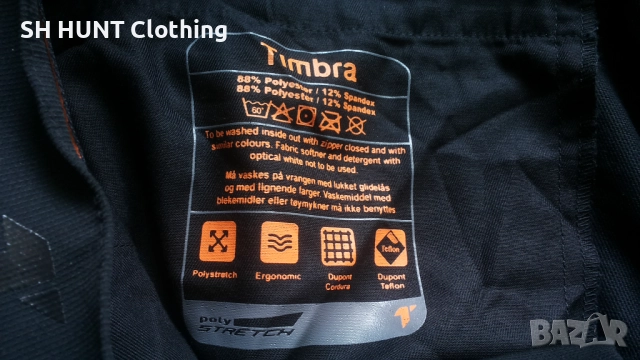 SH HUNT Clothing
Timbra
88% Polyester / 12% Spandex
88% Polyester / 12% Spandex
60°
To be washed inside out with zipper closed and with
similar colours. Fabric softner and detergent with
optical white not to be used.
Må vaskes på vrangen med lukket glidelås
og med lignende farger. Vaskemiddel med
blekemidler eller tøymykner må ikke benyttes
Polystretch
Ergonomic
Dupont
Cordura
Teflon
Dupont
Teflon
poly
STRETCH
BAZAR